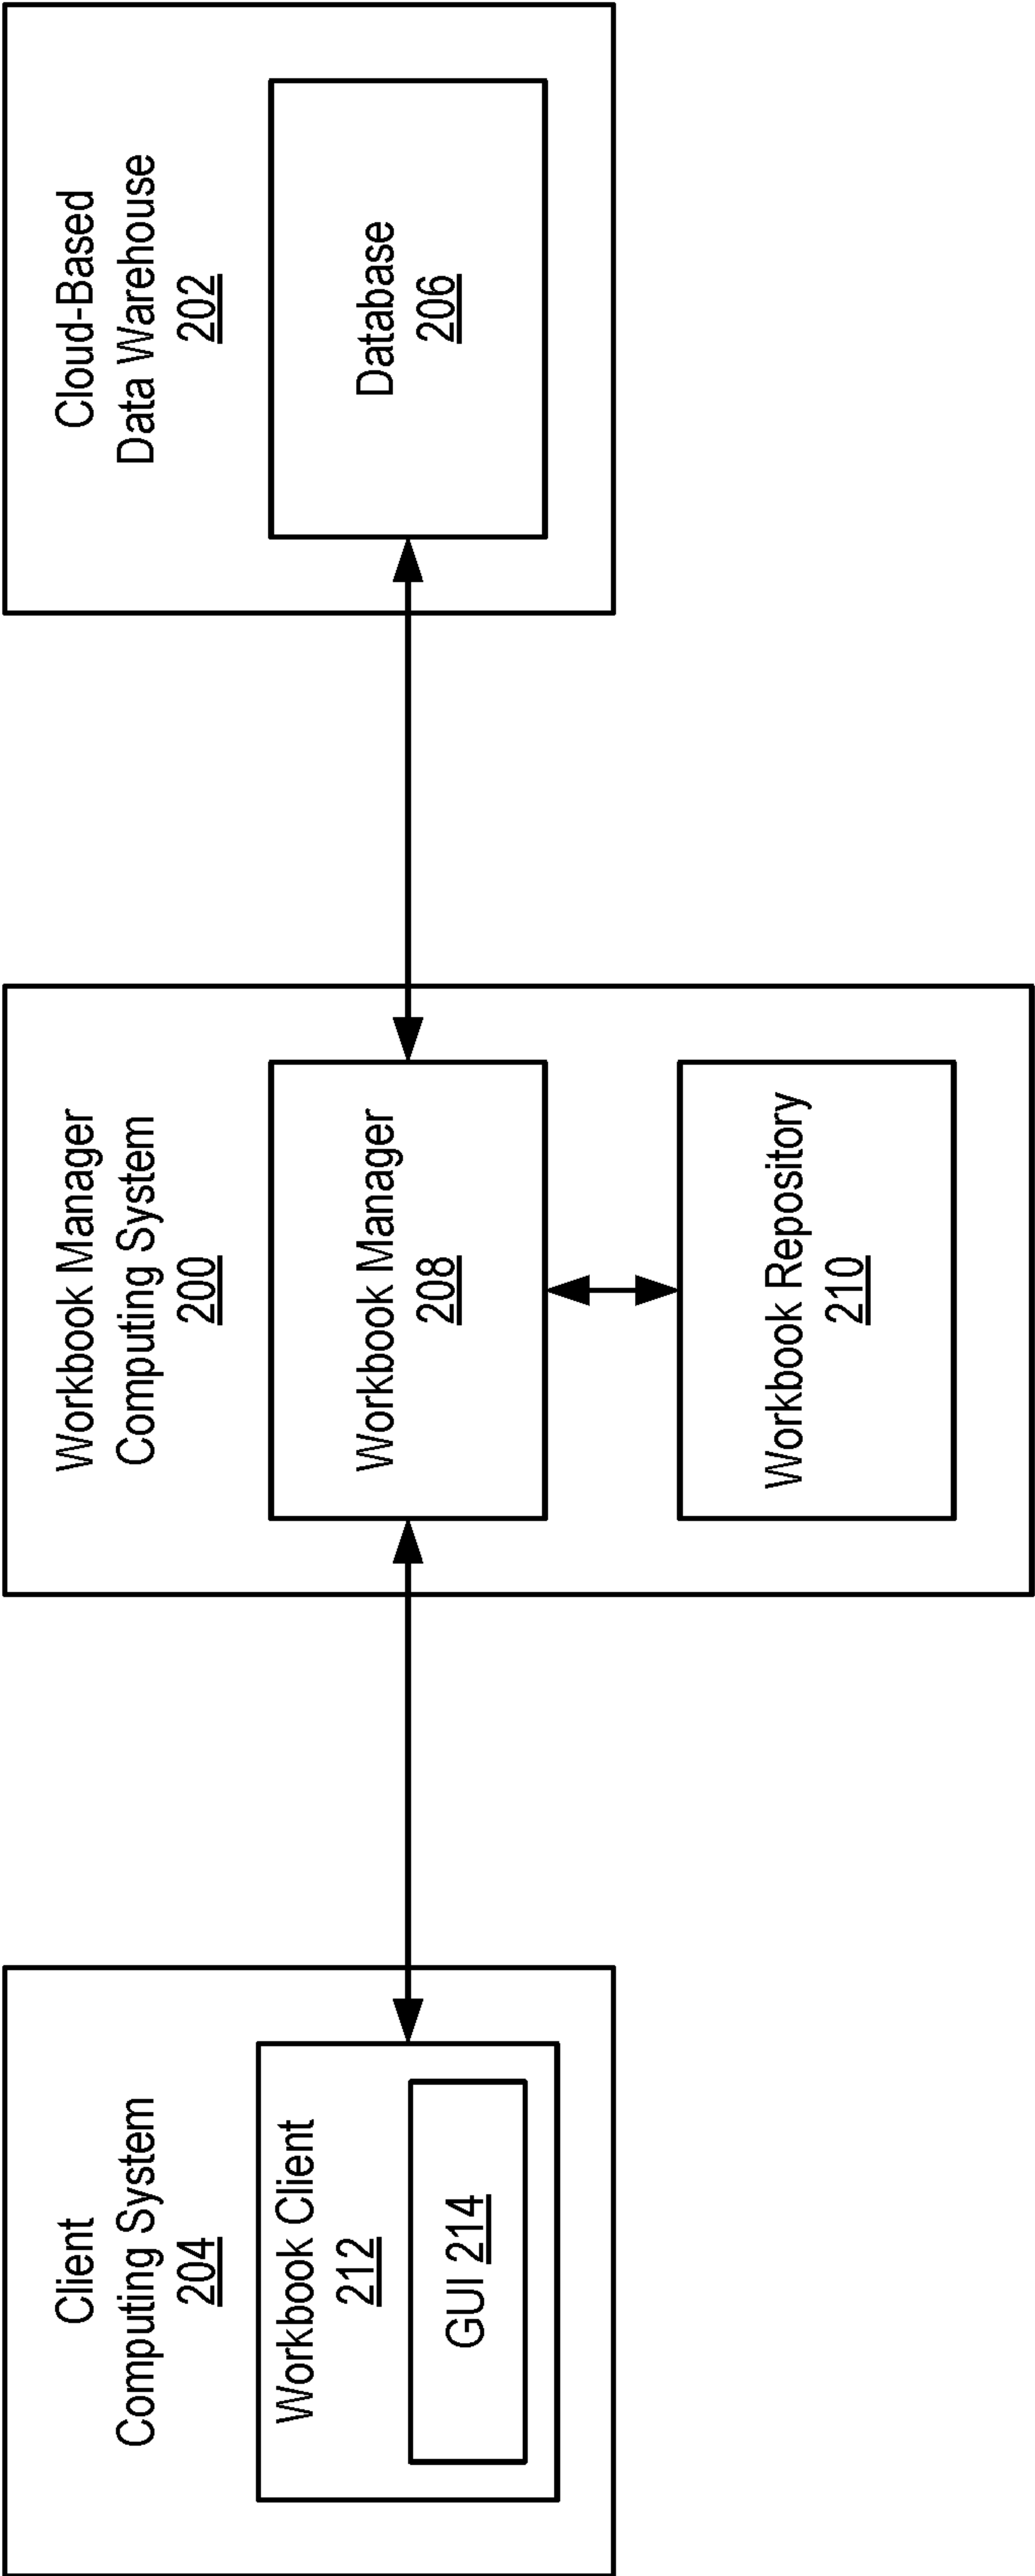 Client
Computing System
204
Workbook Client
212
GUI 214
Workbook Manager
Computing System
200
Workbook Manager
208
Workbook Repository
210
Cloud-Based
Data Warehouse
202
Database
206